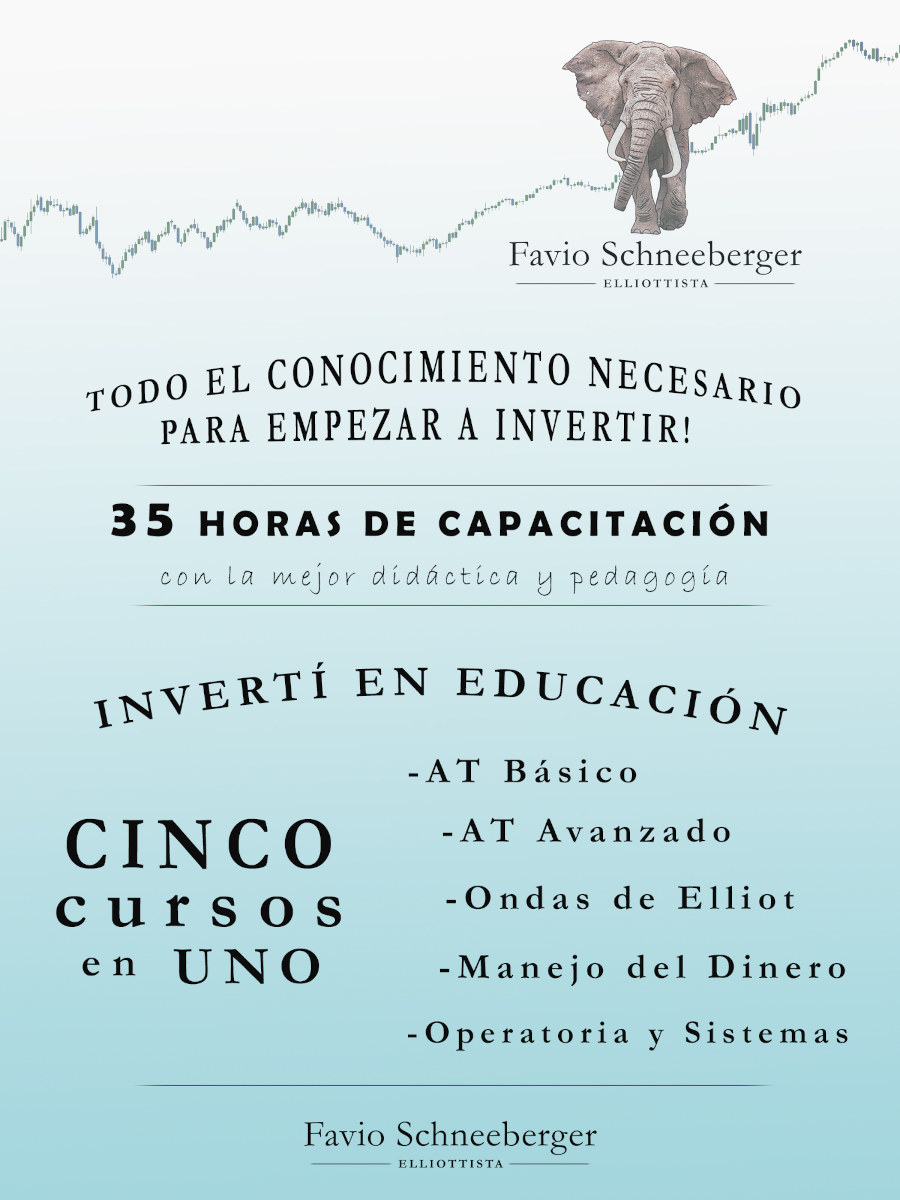 Favio Schneeberger
ELLIOTTISTA
TODO EL CONOCIMIENTO NECESARIO
PARA EMPEZAR A INVERTIR!
35 HORAS DE CAPACITACIÓN
con la mejor didáctica y pedagogía
INVERTÍ EN EDUCACIÓN
CINCO
cursos
en UNO
-AT Básico
-AT Avanzado
-Ondas de Elliot
-Manejo del Dinero
-Operatoria y Sistemas
Favio Schneeberger
ELLIOTTISTA